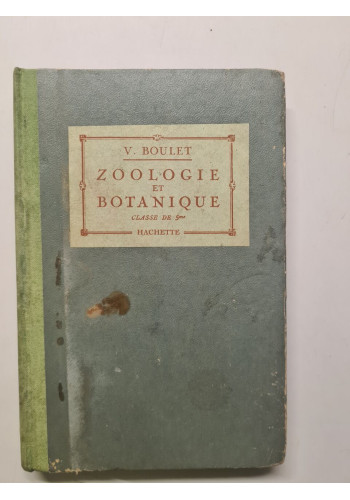 V. BOULET
ZOOLOGIE
ET
BOTANIQUE
CLASSE DE 5me
HACHETTE